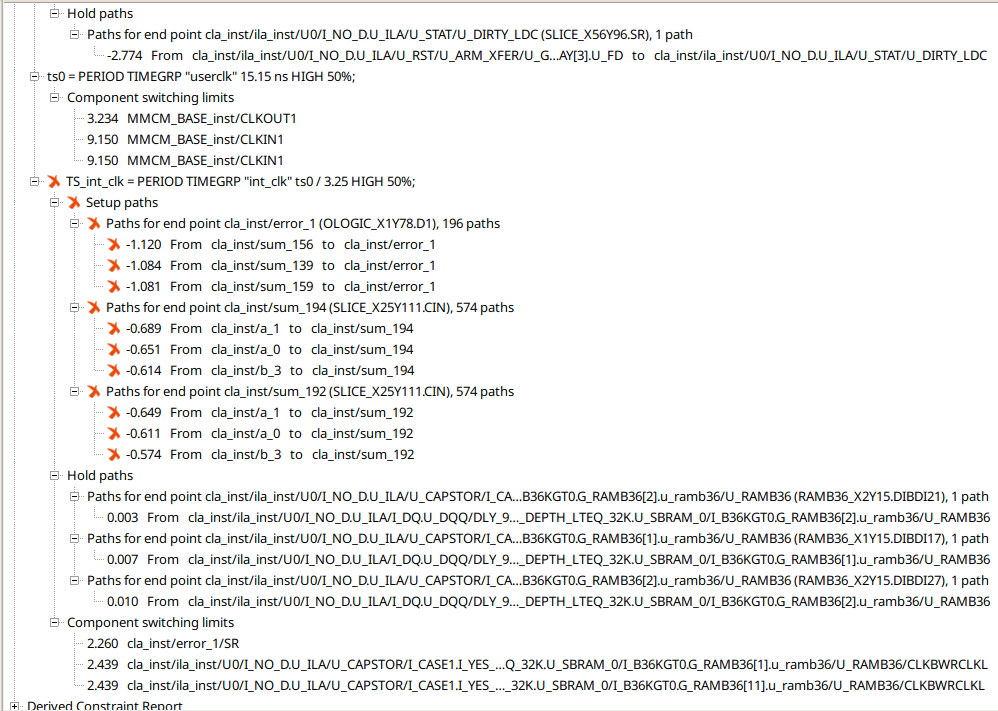 Hold paths
Paths for end point cla_inst/ila_inst/U0/I_NO_D.U_ILA/U_STAT/U_DIRTY_LDC (SLICE_X56Y96.SR), 1 path
-2.774 From cla_inst/ila_inst/U0/I_NO_D.U_ILA/U_RST/U_ARM_XFER/U_G...AY[3].U_FD to cla_inst/ila_inst/U0/I_NO_D.U_ILA/U_STAT/U_DIRTY_LDC
ts0 = PERIOD TIMEGRP "userclk" 15.15 ns HIGH 50%;
Component switching limits
3.234 MMCM_BASE_inst/CLKOUT1
9.150 MMCM_BASE_inst/CLKIN1
9.150 MMCM_BASE_inst/CLKIN1
TS_int_clk = PERIOD TIMEGRP "int_clk" ts0 / 3.25 HIGH 50%;
Setup paths
Paths for end point cla_inst/error_1 (OLOGIC_X1Y78.D1), 196 paths
-1.120 From cla_inst/sum_156 to cla_inst/error_1
-1.084 From cla_inst/sum_139 to cla_inst/error_1
-1.081 From cla_inst/sum_159 to cla_inst/error_1
Paths for end point cla_inst/sum_194 (SLICE_X25Y111.CIN), 574 paths
-0.689 From cla_inst/a_1 to cla_inst/sum_194
-0.651 From cla_inst/a_0 to cla_inst/sum_194
-0.614 From cla_inst/b_3 to cla_inst/sum_194
Paths for end point cla_inst/sum_192 (SLICE_X25Y111.CIN), 574 paths
-0.649 From cla_inst/a_1 to cla_inst/sum_192
-0.611 From cla_inst/a_0 to cla_inst/sum_192
-0.574 From cla_inst/b_3 to cla_inst/sum_192
Hold paths
Paths for end point cla_inst/ila_inst/U0/I_NO_D.U_ILA/U_CAPSTOR/I_CA...B36KGT0.G_RAMB36[2].u_ramb36/U_RAMB36 (RAMB36_X2Y15.DIBDI21), 1 path
0.003 From cla_inst/ila_inst/U0/I_NO_D.U_ILA/I_DQ.U_DQQ/DLY_9..._DEPTH_LTEQ_32K.U_SBRAM_0/I_B36KGT0.G_RAMB36[2].u_ramb36/U_RAMB36
Paths for end point cla_inst/ila_inst/U0/I_NO_D.U_ILA/U_CAPSTOR/I_CA...B36KGT0.G_RAMB36[1].u_ramb36/U_RAMB36 (RAMB36_X1Y15.DIBDI17), 1 path
0.007 From cla_inst/ila_inst/U0/I_NO_D.U_ILA/I_DQ.U_DQQ/DLY_9..._DEPTH_LTEQ_32K.U_SBRAM_0/I_B36KGT0.G_RAMB36[1].u_ramb36/U_RAMB36
Paths for end point cla_inst/ila_inst/U0/I_NO_D.U_ILA/U_CAPSTOR/I_CA...B36KGT0.G_RAMB36[2].u_ramb36/U_RAMB36 (RAMB36_X2Y15.DIBDI27), 1 path
0.010 From cla_inst/ila_inst/U0/I_NO_D.U_ILA/I_DQ.U_DQQ/DLY_9..._DEPTH_LTEQ_32K.U_SBRAM_0/I_B36KGT0.G_RAMB36[2].u_ramb36/U_RAMB36
Component switching limits
2.260 cla_inst/error_1/SR
2.439 cla_inst/ila_inst/U0/I_NO_D.U_ILA/U_CAPSTOR/I_CASE1.I_YES_...Q_32K.U_SBRAM_0/I_B36KGT0.G_RAMB36[1].u_ramb36/U_RAMB36/CLKBWRCLKL
2.439 cla_inst/ila_inst/U0/I_NO_D.U_ILA/U_CAPSTOR/I_CASE1.I_YES_..._32K.U_SBRAM_0/I_B36KGT0.G_RAMB36[11].u_ramb36/U_RAMB36/CLKBWRCLKL
Derived Constraint Report